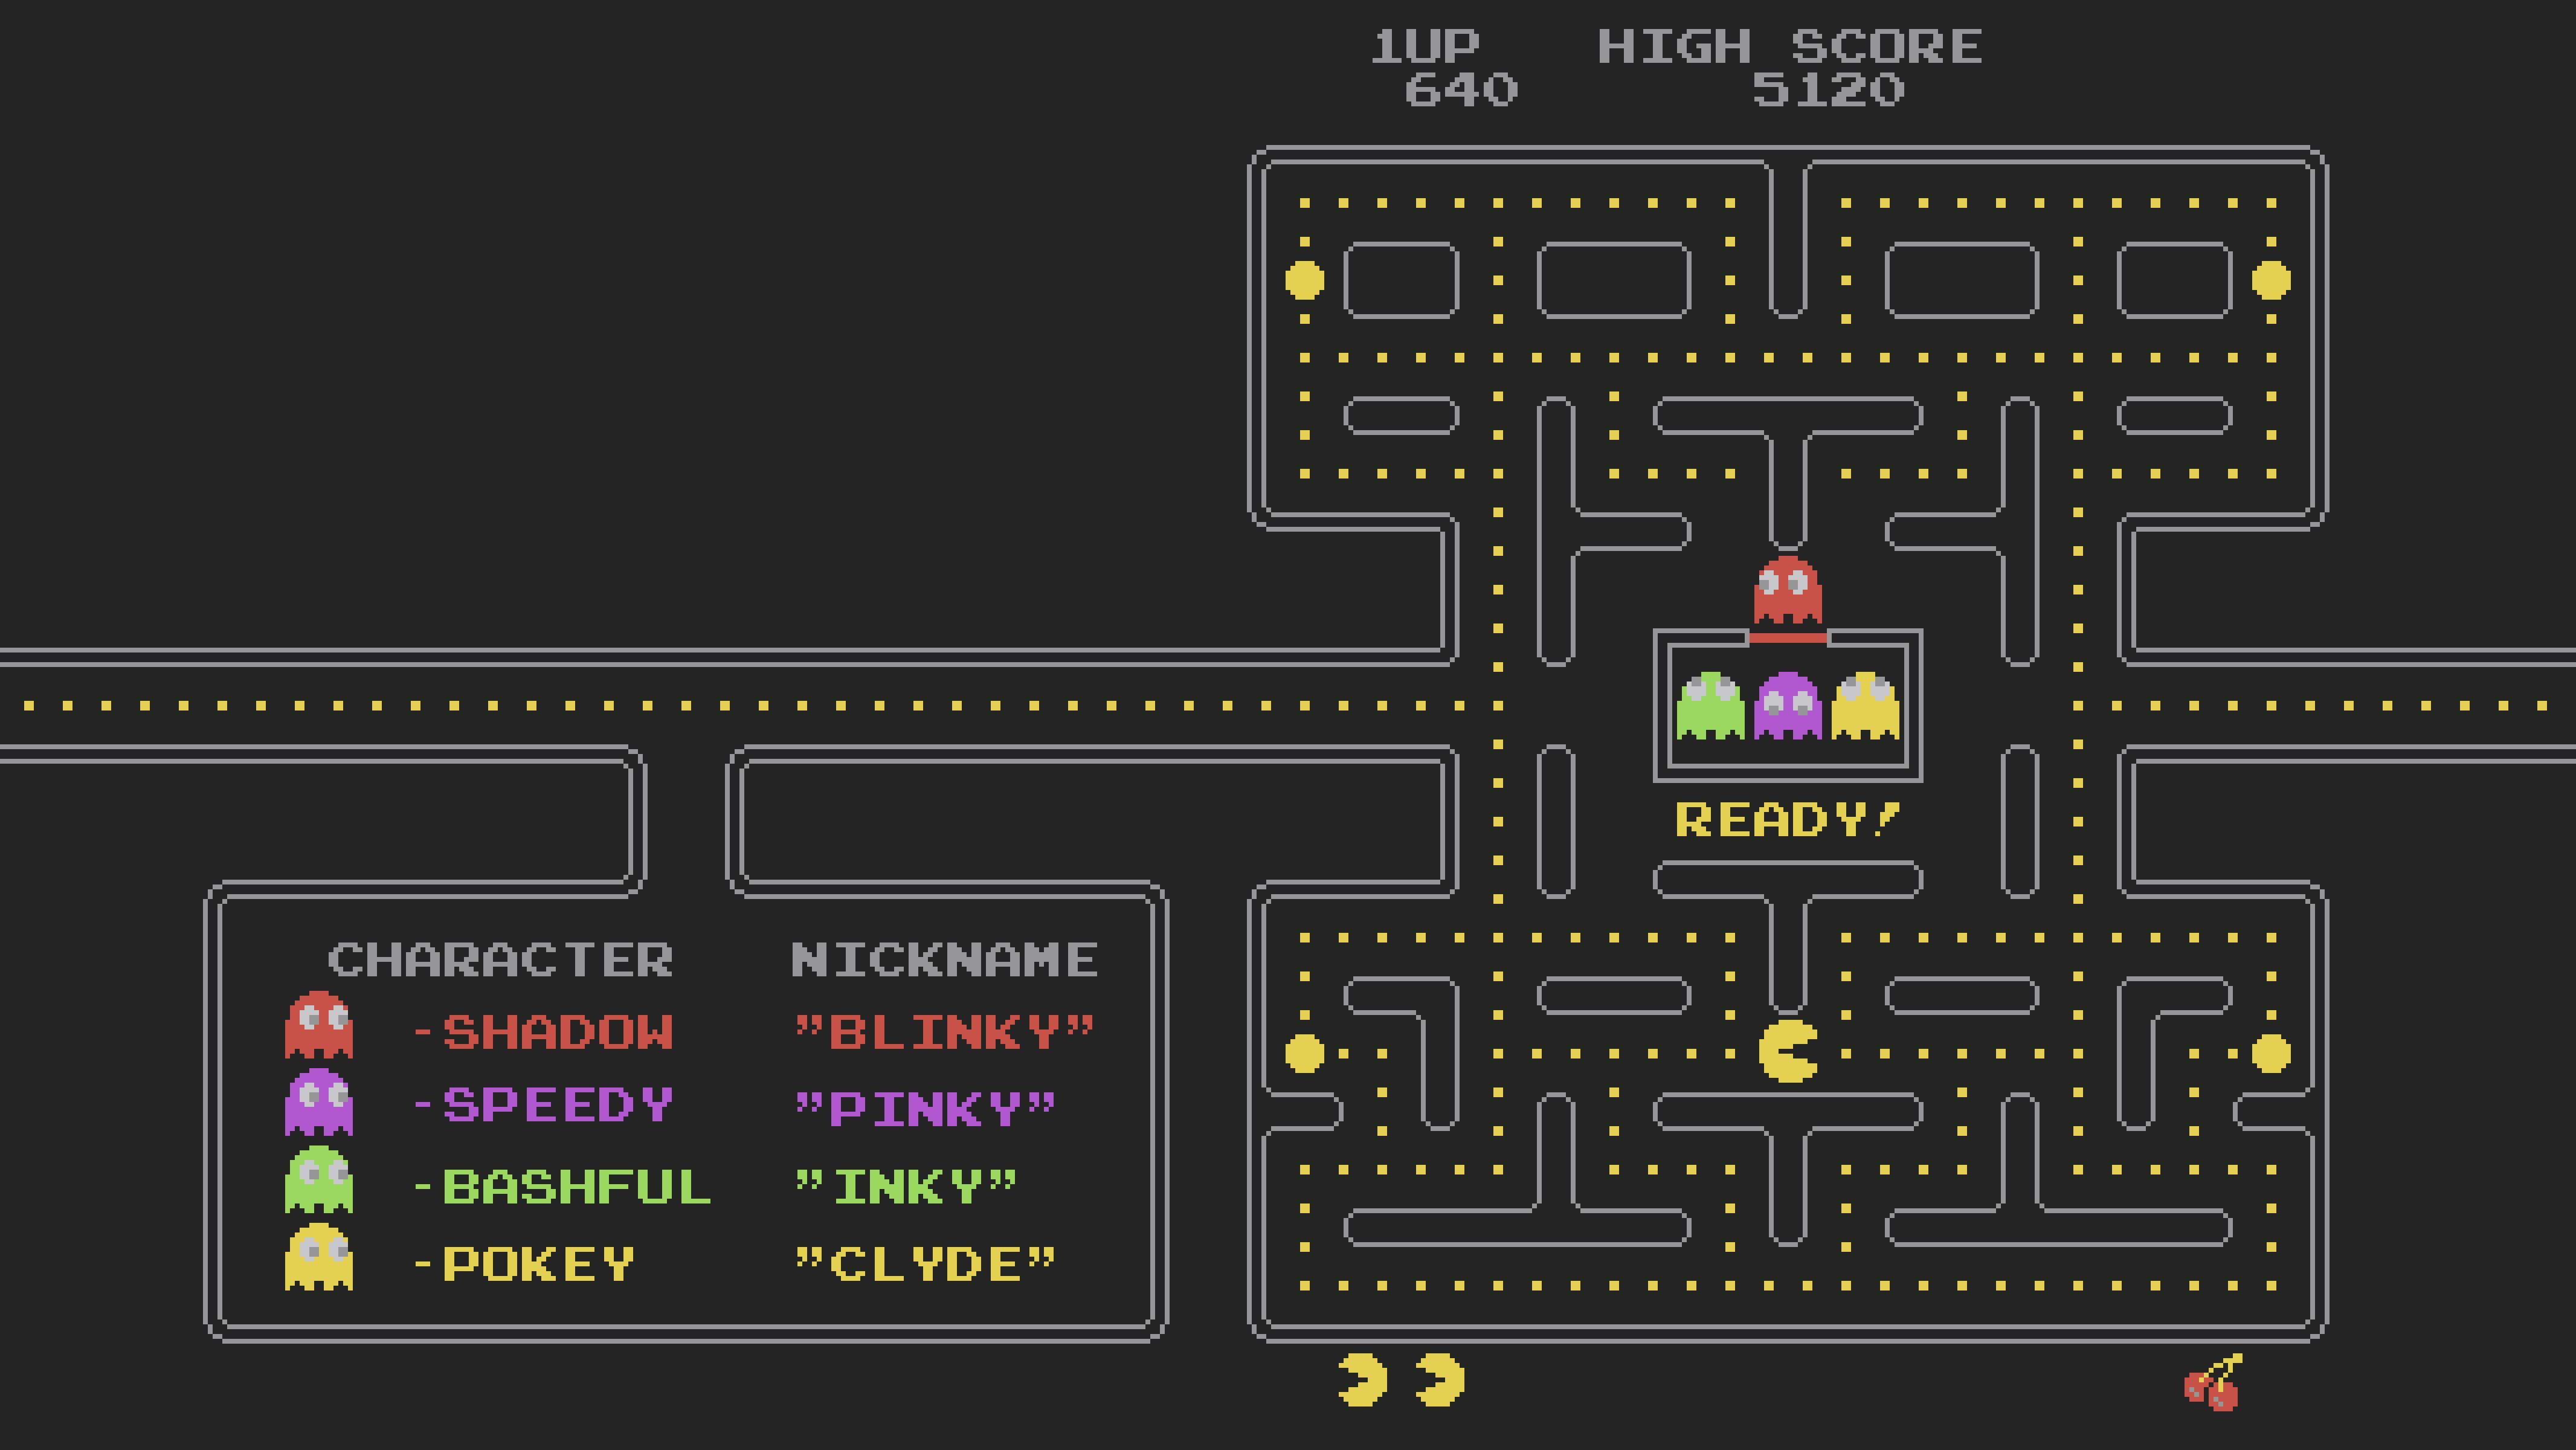 1UP HIGH SCORE
640 5120
READY!
CHARACTER NICKNAME
-SHADOW "BLINKY"
-SPEEDY "PINKY"
-BASHFUL "INKY"
-POKEY "CLYDE"